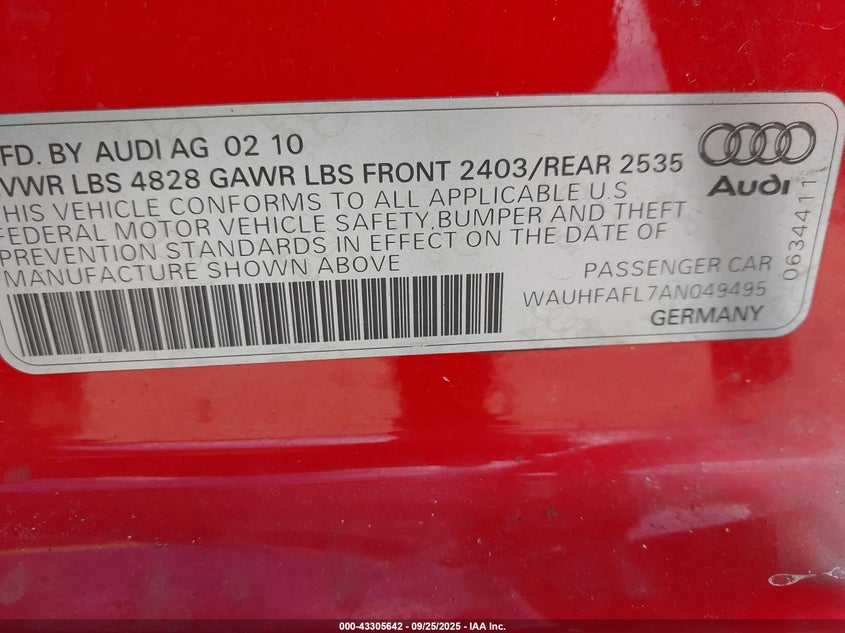 FD. BY AUDI AG 02 10
VWR LBS 4828 GAWR LBS FRONT 2403/REAR 2535
THIS VEHICLE CONFORMS TO ALL APPLICABLE U.S
FEDERAL MOTOR VEHICLE SAFETY, BUMPER AND THEFT
PREVENTION STANDARDS IN EFFECT ON THE DATE OF
MANUFACTURE SHOWN ABOVE
Audi
PASSENGER CAR
WAUHFAFL7AN049495
GERMANY
0634411
000-43305642 / 09/25/2025 - IAA Inc.